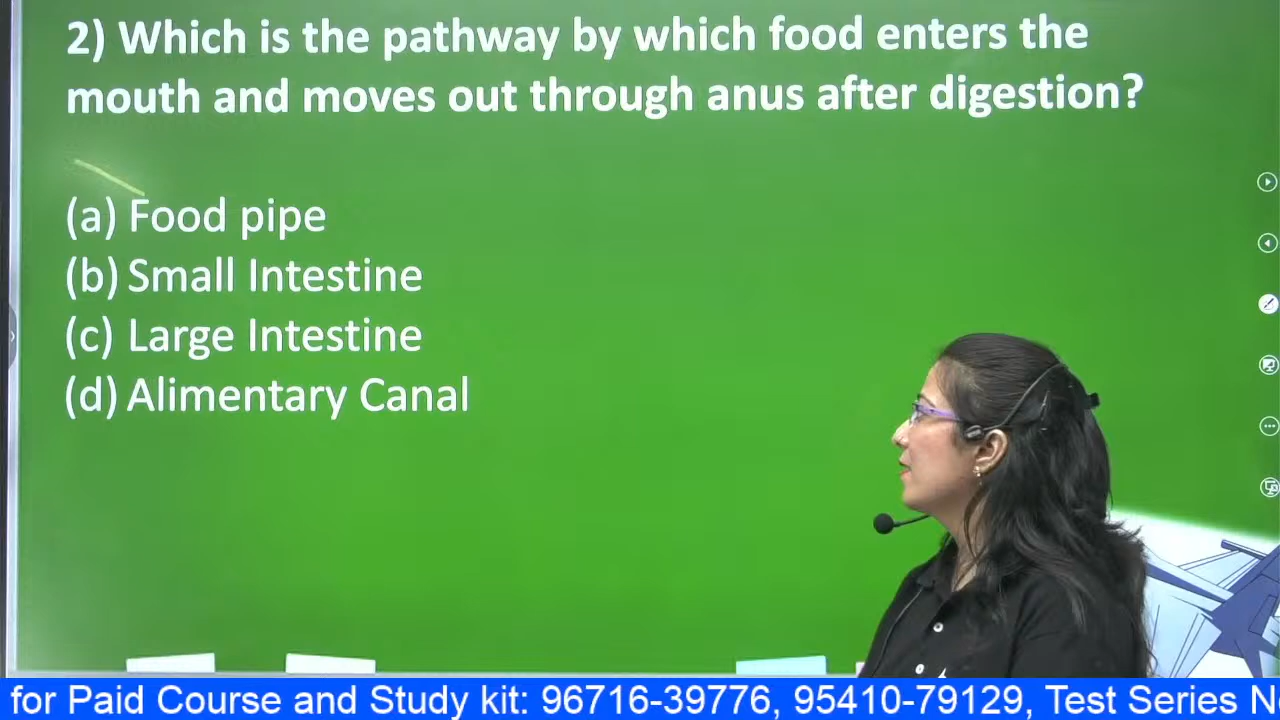 2) Which is the pathway by which food enters the
mouth and moves out through anus after digestion?
(a) Food pipe
(b) Small Intestine
(c) Large Intestine
(d) Alimentary Canal
for Paid Course and Study kit: 96716-39776, 95410-79129, Test Series N